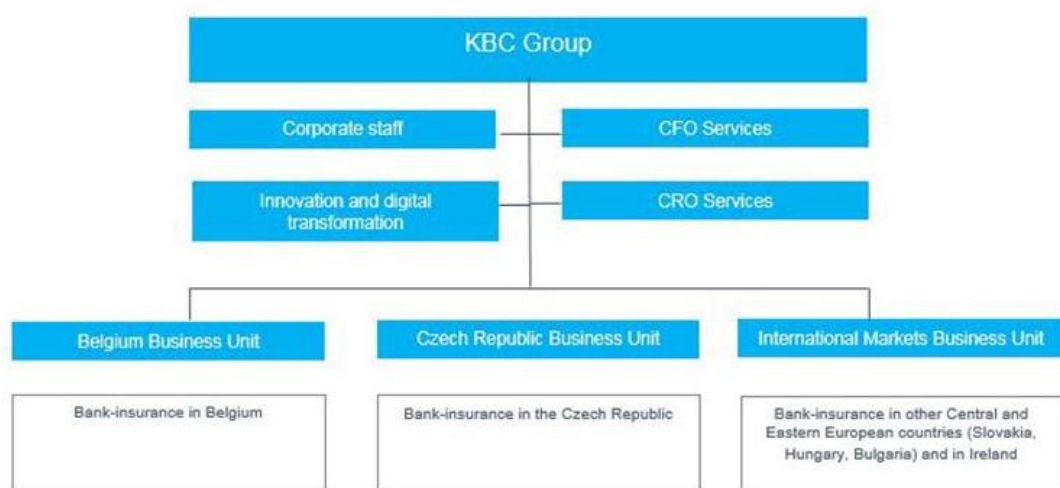 KBC Group
Corporate staff
CFO Services
Innovation and digital
transformation
CRO Services
Belgium Business Unit
Czech Republic Business Unit
International Markets Business Unit
Bank-insurance in Belgium
Bank-insurance in the Czech Republic
Bank-insurance in other Central and
Eastern European countries (Slovakia,
Hungary, Bulgaria) and in Ireland